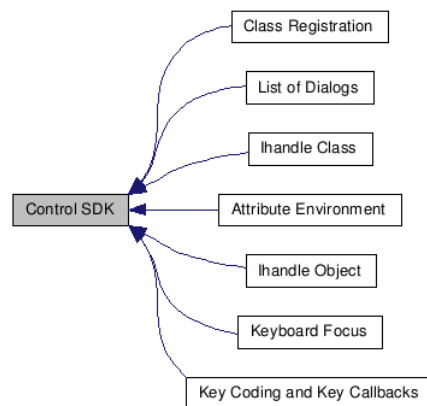 Class Registration
List of Dialogs
Ihandle Class
Control SDK
Attribute Environment
Ihandle Object
Keyboard Focus
Key Coding and Key Callbacks